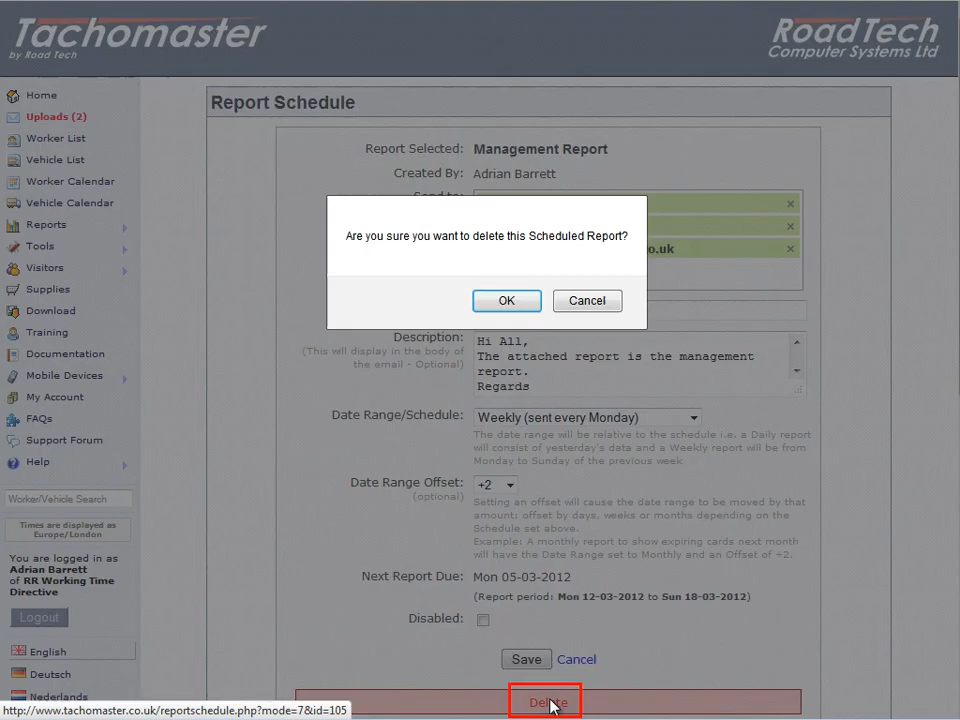 Tachomaster
by Road Tech
RoadTech
Computer Systems Ltd
Home
Uploads (2)
Worker List
Vehicle List
Worker Calendar
Vehicle Calendar
Reports
Tools
Visitors
Supplies
Download
Training
Documentation
Mobile Devices
My Account
FAQs
Support Forum
Help
Worker/Vehicle Search
Times are displayed as
Europe/London
You are logged in as
Adrian Barrett
of RR Working Time
Directive
Logout
English
Deutsch
Nederlands
http://www.tachomaster.co.uk/reportschedule.php?mode=7&id=105
Report Schedule
Report Selected: Management Report
Created By: Adrian Barrett
Send to:
o.uk
Are you sure you want to delete this Scheduled Report?
OK Cancel
Description:
(This will display in the body of
the email - Optional)
Hi All,
The attached report is the management
report.
Regards
Date Range/Schedule: Weekly (sent every Monday)
The date range will be relative to the schedule i.e. a Daily report
will consist of yesterday's data and a Weekly report will be from
Monday to Sunday of the previous week
Date Range Offset: +2
(optional)
Setting an offset will cause the date range to be moved by that
amount: offset by days, weeks or months depending on the
Schedule set above.
Example: A monthly report to show expiring cards next month
will have the Date Range set to Monthly and an Offset of +2.
Next Report Due: Mon 05-03-2012
(Report period: Mon 12-03-2012 to Sun 18-03-2012)
Disabled:
Save Cancel
Delete